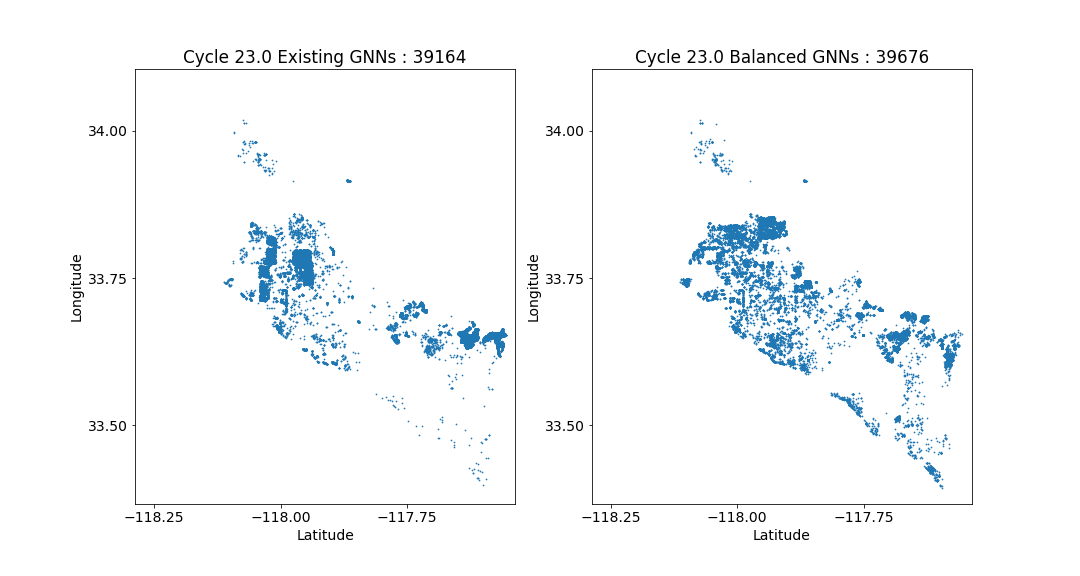 Cycle 23.0 Existing GNNs : 39164
34.00
33.75
33.50
Longitude
−118.25
−118.00
−117.75
Latitude
Cycle 23.0 Balanced GNNs : 39676
34.00
33.75
33.50
Longitude
−118.25
−118.00
−117.75
Latitude